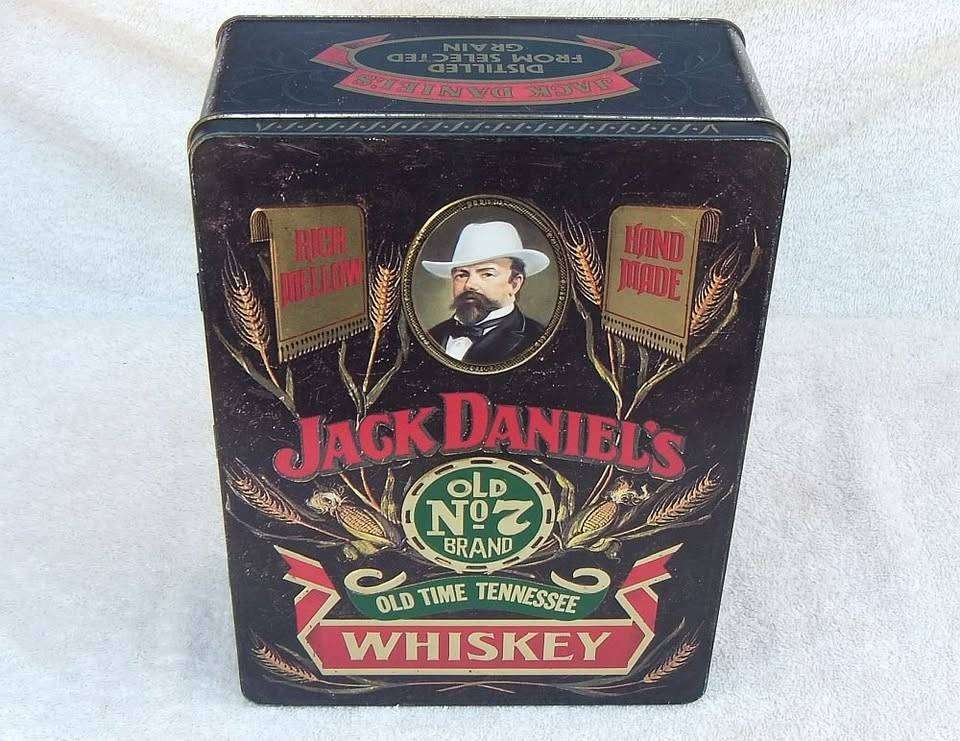 JACK DANIEL'S
DISTILLED
FROM SELECTED
GRAIN
RICH
MELLOW
HAND
MADE
JACK DANIEL'S
OLD
No 7
BRAND
OLD TIME TENNESSEE
WHISKEY